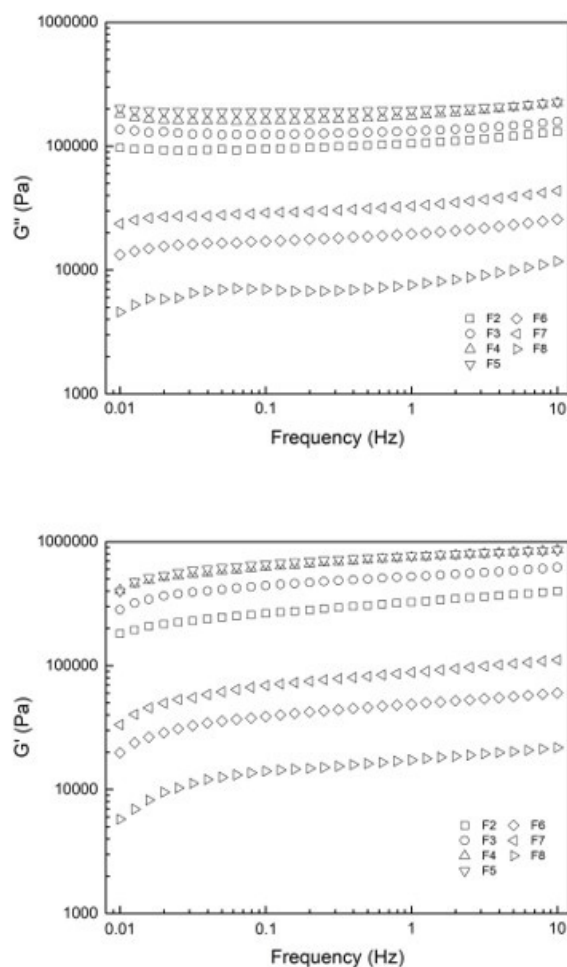 1000000
100000
10000
1000
G'' (Pa)
0.01 0.1 1 10
Frequency (Hz)
F2 F6
F3 F7
F4 F8
F5
1000000
100000
10000
1000
G' (Pa)
0.01 0.1 1 10
Frequency (Hz)
F2 F6
F3 F7
F4 F8
F5